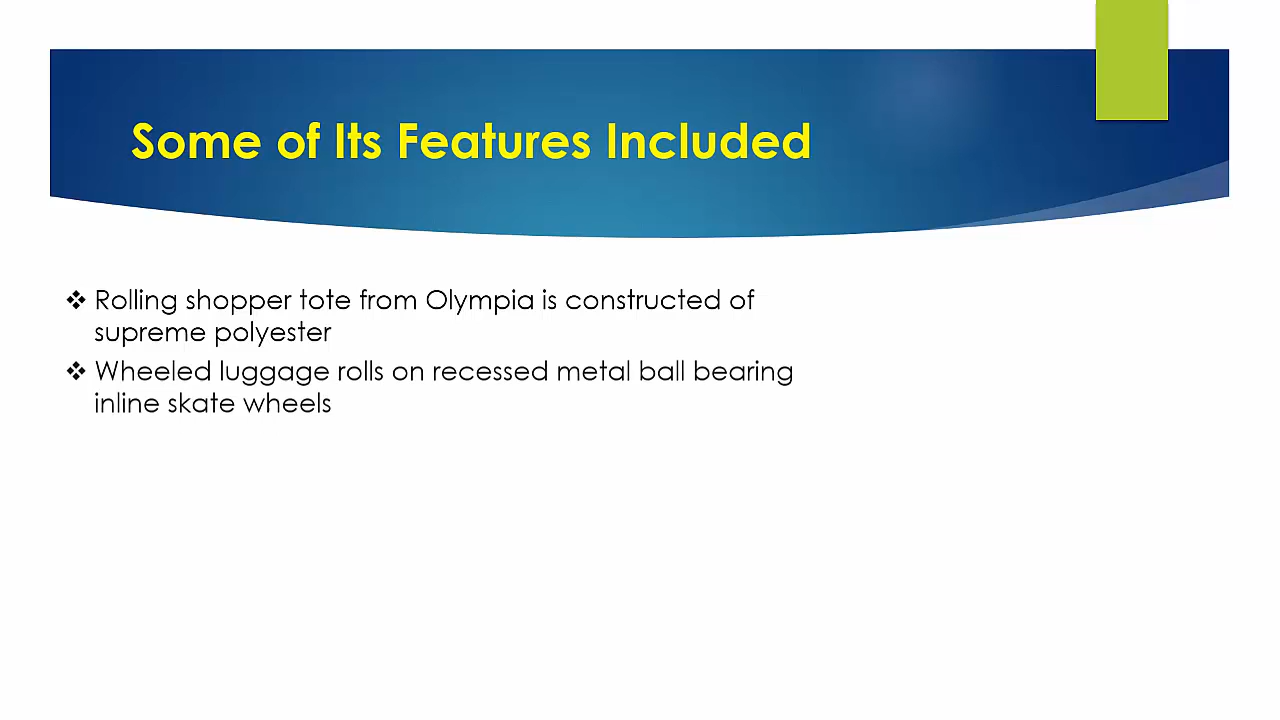 Some of Its Features Included
❖ Rolling shopper tote from Olympia is constructed of
supreme polyester
❖ Wheeled luggage rolls on recessed metal ball bearing
inline skate wheels